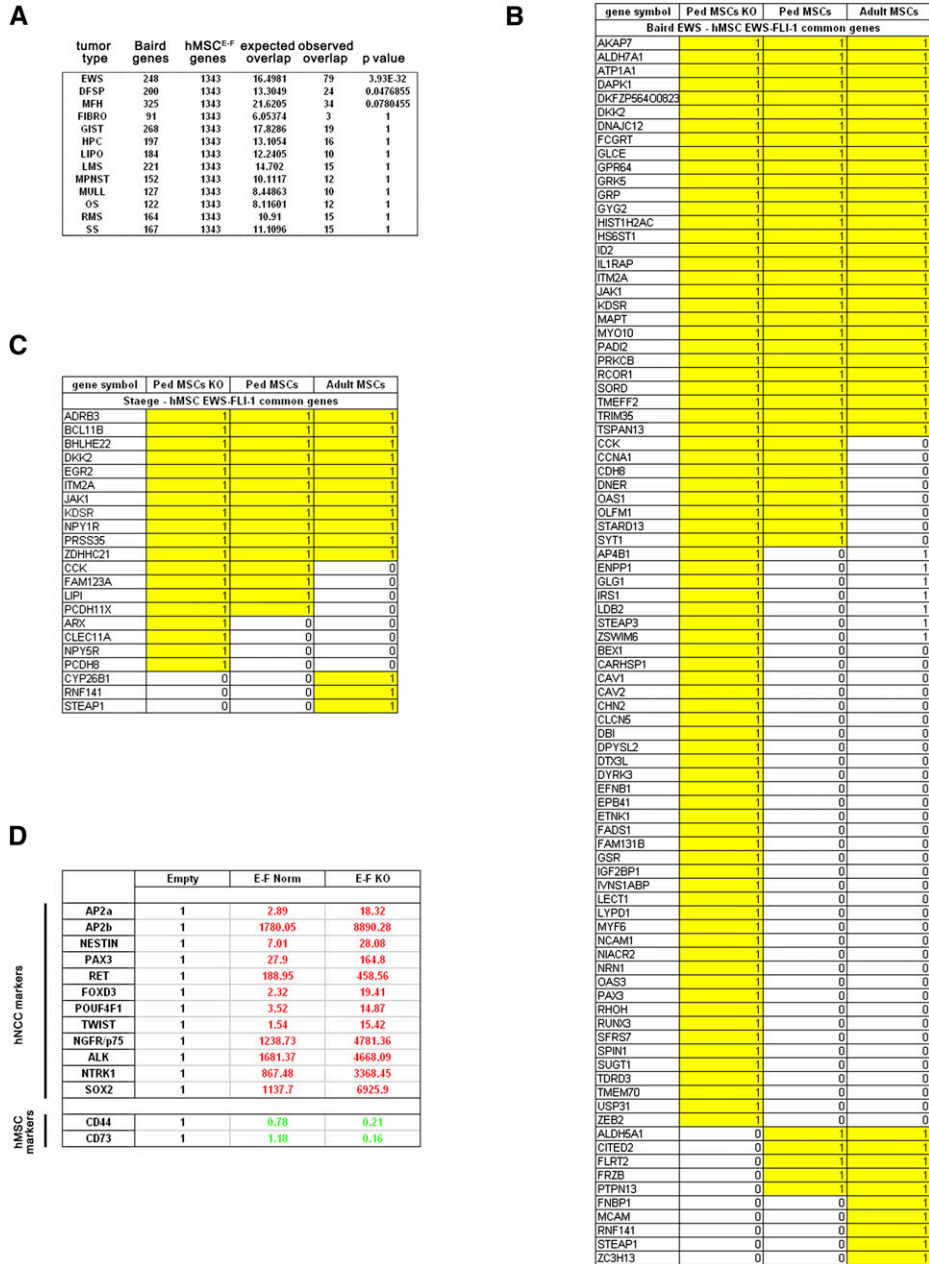 A
tumor type Baird genes hMSC E-F genes expected overlap observed overlap p value
EWS 248 1343 16.4981 79 3.93E-32
DFSP 200 1343 13.3049 24 0.0476855
MFH 325 1343 21.6205 34 0.0780455
FIBRO 91 1343 6.05374 3 1
GIST 268 1343 17.8286 19 1
HPC 197 1343 13.1054 16 1
LIPO 184 1343 12.2405 10 1
LMS 221 1343 14.702 15 1
MPNST 152 1343 10.1117 12 1
MULL 127 1343 8.44863 10 1
OS 122 1343 8.11601 12 1
RMS 164 1343 10.91 15 1
SS 167 1343 11.1096 15 1
B
gene symbol Ped MSCs KO Ped MSCs Adult MSCs
Baird EWS - hMSC EWS-FLI-1 common genes
AKAP7 1 1 1
ALDH7A1 1 1 1
ATP1A1 1 1 1
DAPK1 1 1 1
DKFZP564O0823 1 1 1
DKK2 1 1 1
DNAJC12 1 1 1
FCGRT 1 1 1
GLCE 1 1 1
GPR64 1 1 1
GRK5 1 1 1
GRP 1 1 1
GYG2 1 1 1
HIST1H2AC 1 1 1
HS6ST1 1 1 1
ID2 1 1 1
IL1RAP 1 1 1
ITM2A 1 1 1
JAK1 1 1 1
KDSR 1 1 1
MAPT 1 1 1
MYO10 1 1 1
PADI2 1 1 1
PRKCB 1 1 1
RCOR1 1 1 1
SORD 1 1 1
TMEFF2 1 1 1
TRIM35 1 1 1
TSPAN13 1 1 1
CCK 1 1 0
CCNA1 1 1 0
CDH8 1 1 0
DNER 1 1 0
OAS1 1 1 0
OLFM1 1 1 0
STARD13 1 1 0
SYT1 1 1 0
AP4B1 1 0 1
ENPP1 1 0 1
GLG1 1 0 1
IRS1 1 0 1
LDB2 1 0 1
STEAP3 1 0 1
ZSWIM6 1 0 1
BEX1 1 0 0
CARHSP1 1 0 0
CAV1 1 0 0
CAV2 1 0 0
CHN2 1 0 0
CLCN5 1 0 0
DBI 1 0 0
DPYSL2 1 0 0
DTX3L 1 0 0
DYRK3 1 0 0
EFNB1 1 0 0
EPB41 1 0 0
ETNK1 1 0 0
FADS1 1 0 0
FAM131B 1 0 0
GSR 1 0 0
IGF2BP1 1 0 0
IVNS1ABP 1 0 0
LECT1 1 0 0
LYPD1 1 0 0
MYF6 1 0 0
NCAM1 1 0 0
NIACR2 1 0 0
NRN1 1 0 0
OAS3 1 0 0
PAX3 1 0 0
RHOH 1 0 0
RUNX3 1 0 0
SFRS7 1 0 0
SPIN1 1 0 0
SUGT1 1 0 0
TDRD3 1 0 0
TMEM70 1 0 0
USP31 1 0 0
ZEB2 1 0 0
ALDH5A1 0 1 1
CITED2 0 1 1
FLRT2 0 1 1
FRZB 0 1 1
PTPN13 0 1 1
FNBP1 0 0 1
MCAM 0 0 1
RNF141 0 0 1
STEAP1 0 0 1
ZC3H13 0 0 1
C
gene symbol Ped MSCs KO Ped MSCs Adult MSCs
Staege - hMSC EWS-FLI-1 common genes
ADRB3 1 1 1
BCL11B 1 1 1
BHLHE22 1 1 1
DKK2 1 1 1
EGR2 1 1 1
ITM2A 1 1 1
JAK1 1 1 1
KDSR 1 1 1
NPY1R 1 1 1
PRSS35 1 1 1
ZDHHC21 1 1 1
CCK 1 1 0
FAM123A 1 1 0
LIPI 1 1 0
PCDH11X 1 1 0
ARX 1 0 0
CLEC11A 1 0 0
NPY5R 1 0 0
PCDH8 1 0 0
CYP26B1 0 0 1
RNF141 0 0 1
STEAP1 0 0 1
D
Empty E-F Norm E-F KO
hNCC markers
AP2a 1 2.89 18.32
AP2b 1 1780.05 8890.28
NESTIN 1 7.01 28.08
PAX3 1 27.9 164.8
RET 1 188.95 458.56
FOXD3 1 2.32 19.41
POUF4F1 1 3.52 14.87
TWIST 1 1.54 15.42
NGFR/p75 1 1238.73 4781.36
ALK 1 1681.37 4668.09
NTRK1 1 867.48 3368.45
SOX2 1 1137.7 6925.9
hMSC markers
CD44 1 0.78 0.21
CD73 1 1.18 0.16